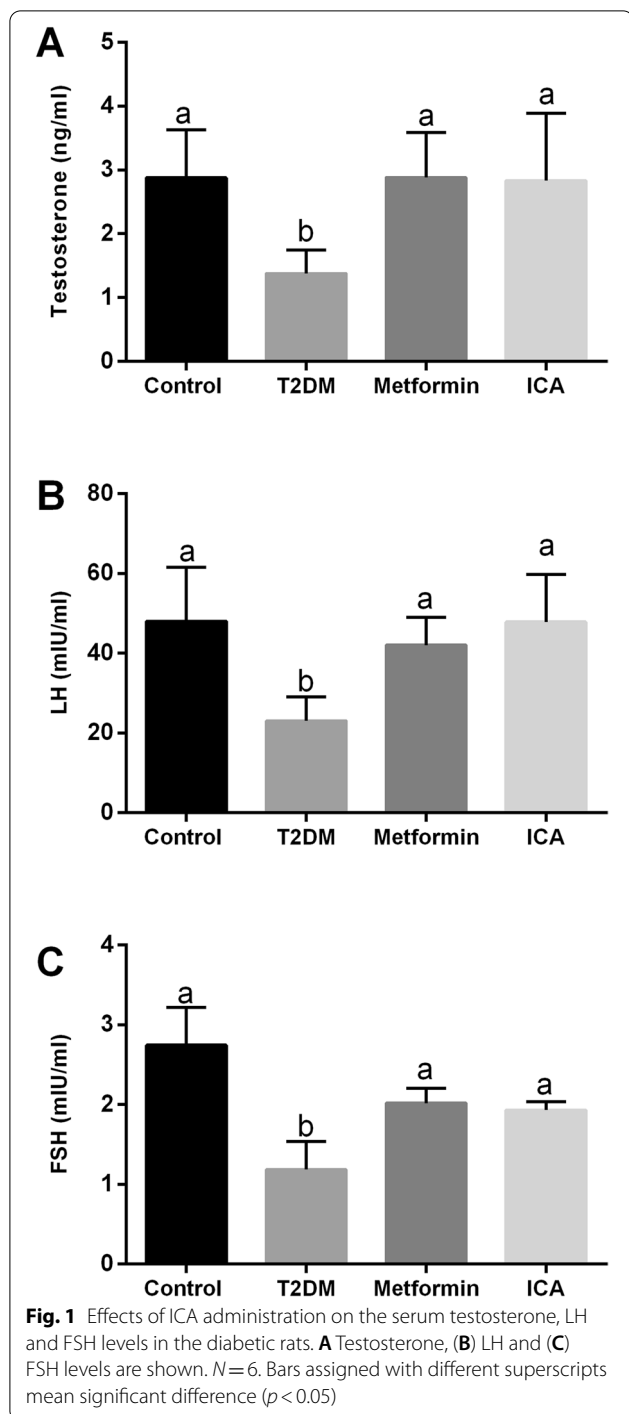 A
Testosterone (ng/ml)
5
4
3
2
1
0
a
b
a
a
Control T2DM Metformin ICA
B
LH (mIU/ml)
80
60
40
20
0
a
b
a
a
Control T2DM Metformin ICA
C
FSH (mIU/ml)
4
3
2
1
0
a
b
a
a
Control T2DM Metformin ICA
Fig. 1 Effects of ICA administration on the serum testosterone, LH
and FSH levels in the diabetic rats. A Testosterone, (B) LH and (C)
FSH levels are shown. N = 6. Bars assigned with different superscripts
mean significant difference (p < 0.05)